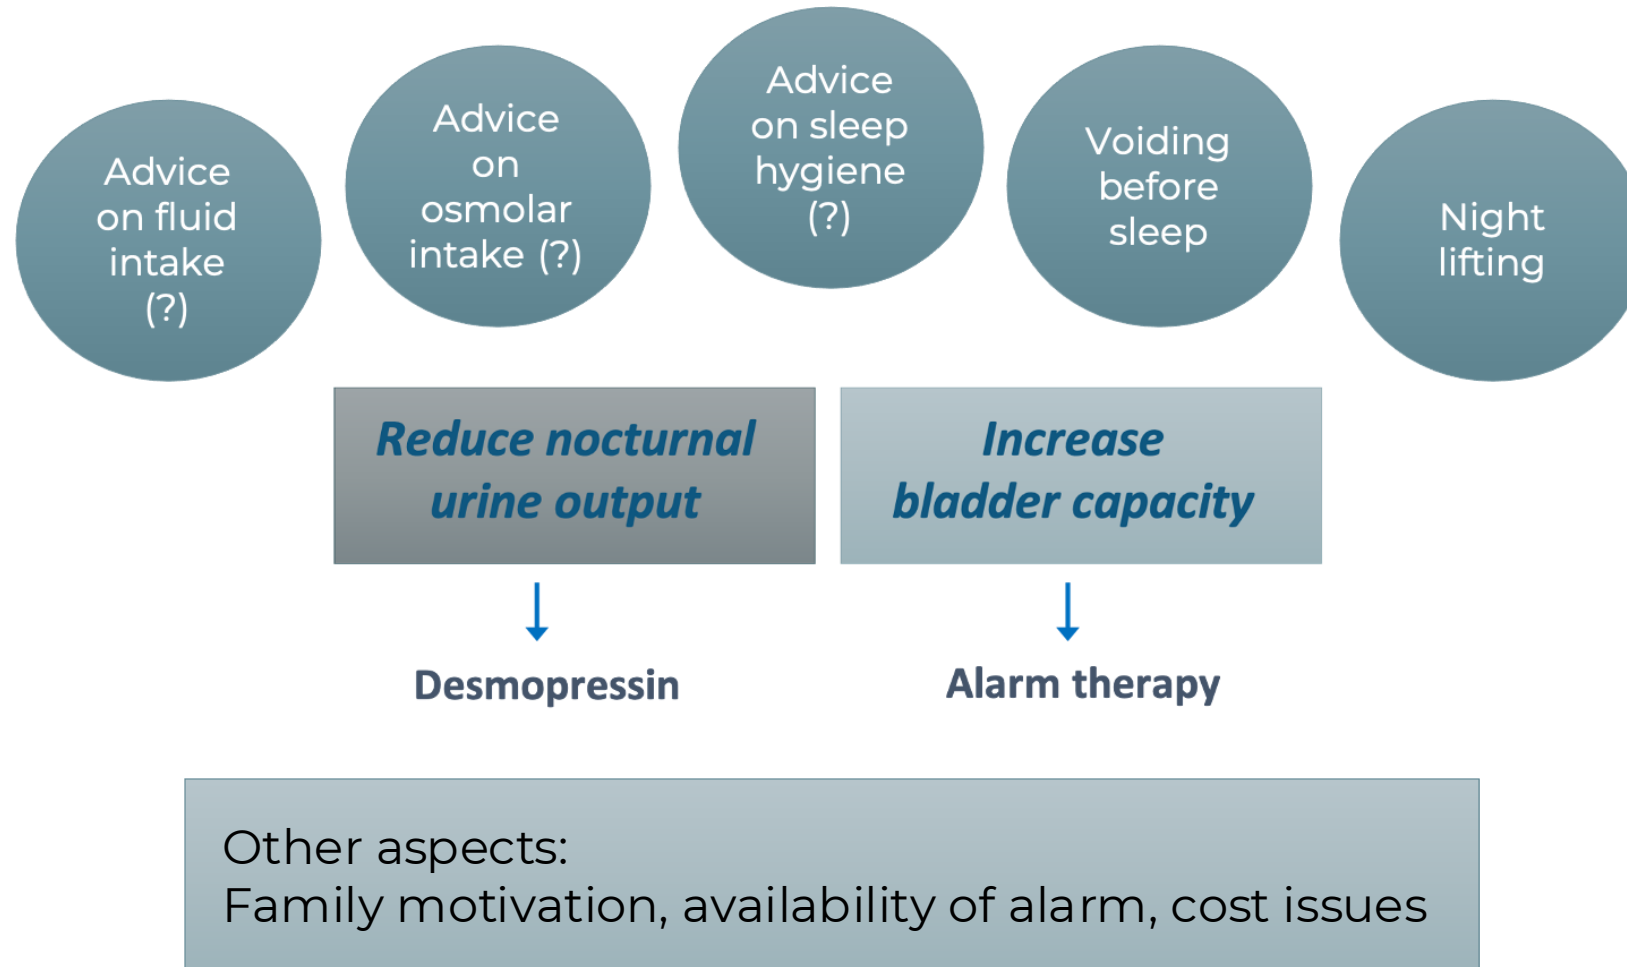 Advice
on fluid
intake
(?)
Advice
on
osmolar
intake (?)
Advice
on sleep
hygiene
(?)
Voiding
before
sleep
Night
lifting
Reduce nocturnal
urine output
Increase
bladder capacity
Desmopressin
Alarm therapy
Other aspects:
Family motivation, availability of alarm, cost issues